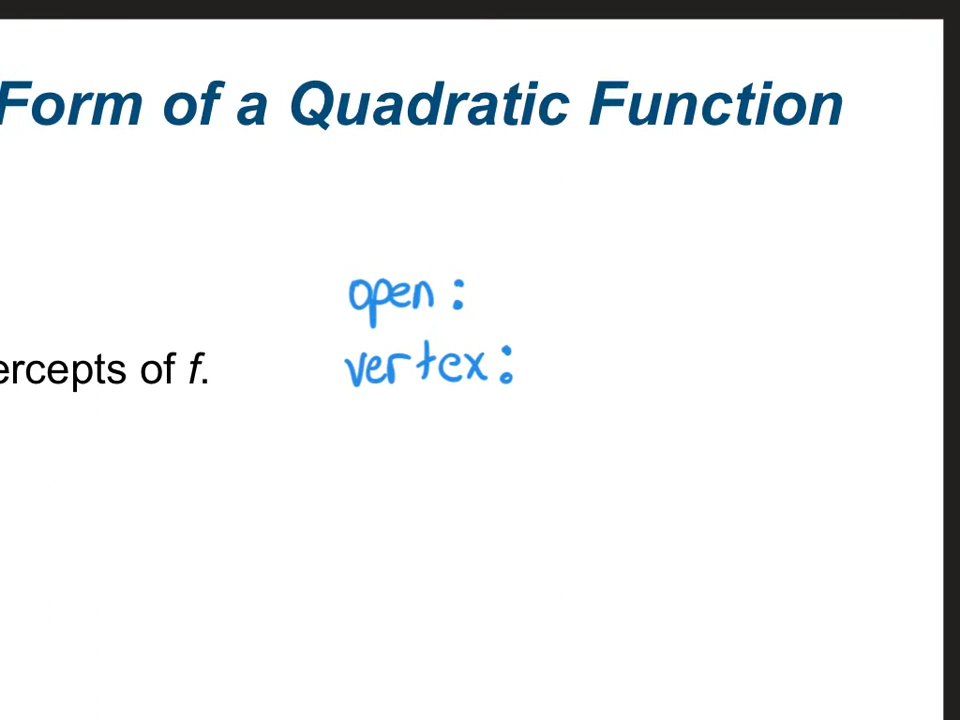 Form of a Quadratic Function
open:
ercepts of f.
vertex: